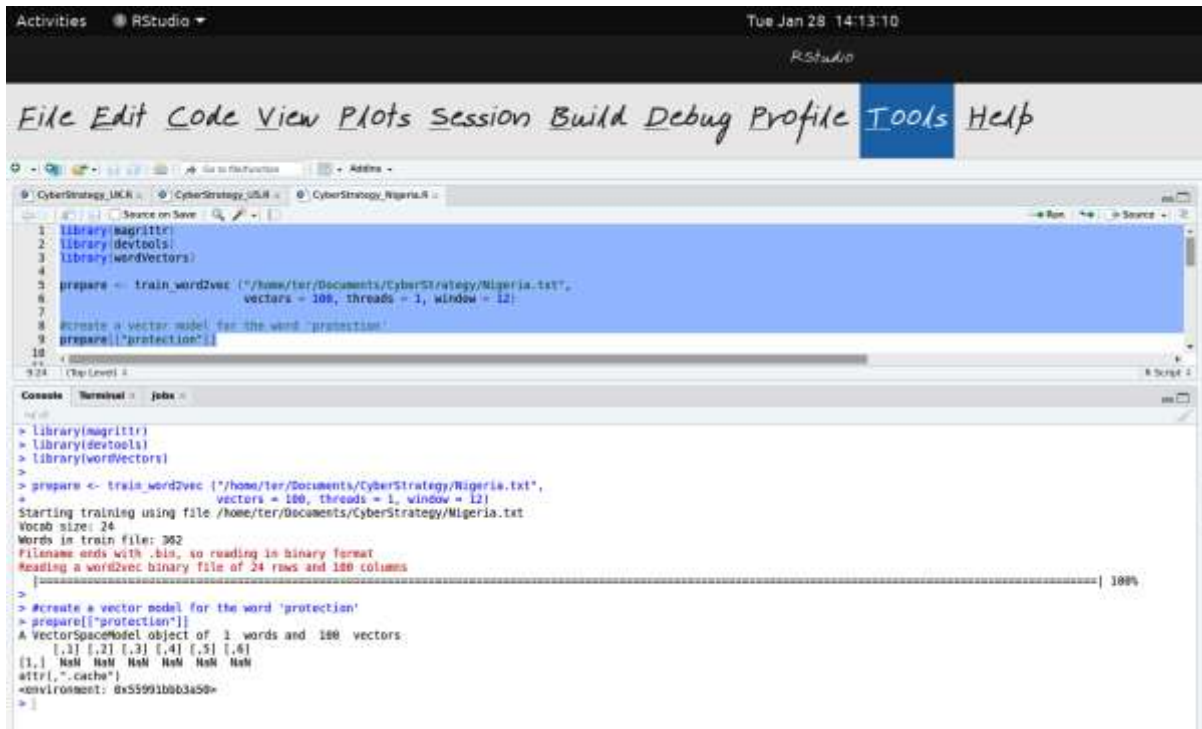 Activities RStudio Tue Jan 28 14:13:10
RStudio
File Edit Code View Plots Session Build Debug Profile Tools Help
Go to file/function Addins
CyberStrategy_UK.R CyberStrategy_US.R CyberStrategy_Nigeria.R
Source on Save Run Source
1 library(magrittr)
2 library(devtools)
3 library(wordVectors)
4
5 prepare <- train_word2vec ("/home/ter/Documents/CyberStrategy/Nigeria.txt",
6 vectors = 100, threads = 1, window = 12)
7
8 #create a vector model for the word 'protection'
9 prepare[["protection"]]
10
9:24 (Top Level) R Script
Console Terminal Jobs
> library(magrittr)
> library(devtools)
> library(wordVectors)
>
> prepare <- train_word2vec ("/home/ter/Documents/CyberStrategy/Nigeria.txt",
+ vectors = 100, threads = 1, window = 12)
Starting training using file /home/ter/Documents/CyberStrategy/Nigeria.txt
Vocab size: 24
Words in train file: 362
Filename ends with .bin, so reading in binary format
Reading a word2vec binary file of 24 rows and 100 columns
|====| 100%
>
> #create a vector model for the word 'protection'
> prepare[["protection"]]
A VectorSpaceModel object of 1 words and 100 vectors
[,1] [,2] [,3] [,4] [,5] [,6]
[1,] NaN NaN NaN NaN NaN NaN
attr(,".cache")
<environment: 0x55991bbb3a50>
>